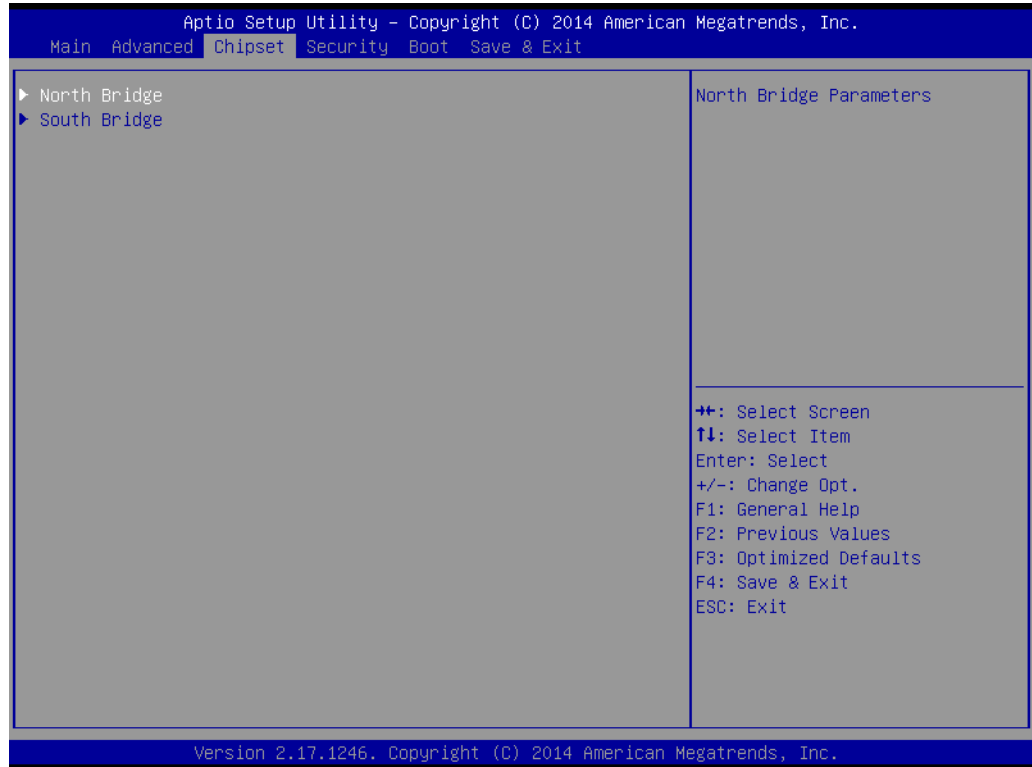 Aptio Setup Utility – Copyright (C) 2014 American Megatrends, Inc.
Main Advanced Chipset Security Boot Save & Exit
▶ North Bridge
▶ South Bridge
North Bridge Parameters
→←: Select Screen
↑↓: Select Item
Enter: Select
+/-: Change Opt.
F1: General Help
F2: Previous Values
F3: Optimized Defaults
F4: Save & Exit
ESC: Exit
Version 2.17.1246. Copyright (C) 2014 American Megatrends, Inc.